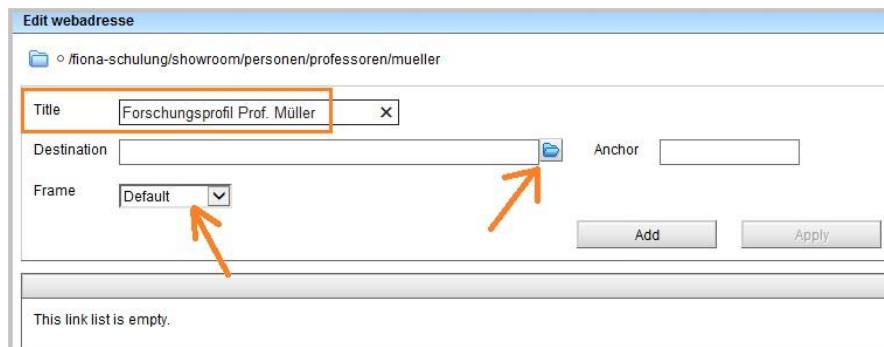 Edit webadresse
/fiona-schulung/showroom/personen/professoren/mueller
Title Forschungsprofil Prof. Müller
Destination Anchor
Frame Default
Add Apply
This link list is empty.